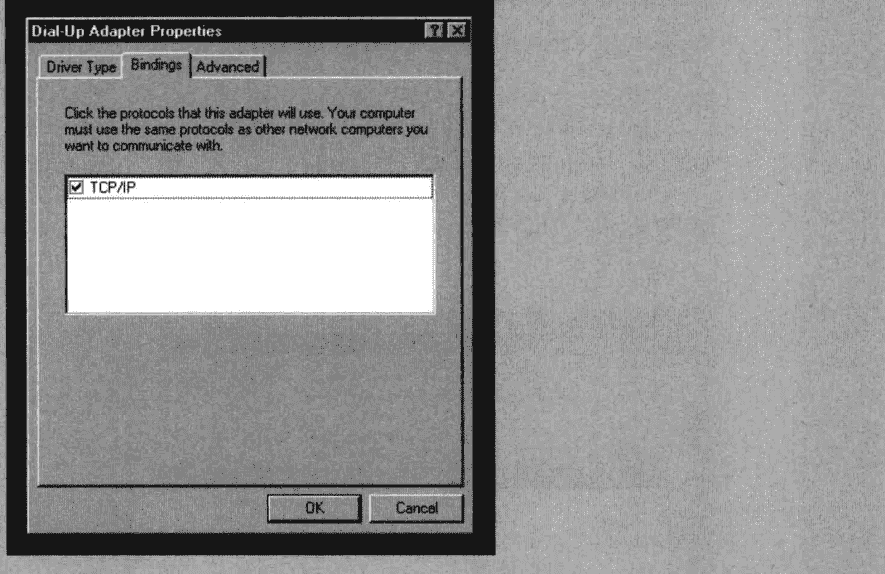 Dial-Up Adapter Properties
Driver Type Bindings Advanced
Click the protocols that this adapter will use. Your computer
must use the same protocols as other network computers you
want to communicate with.
TCP/IP
OK Cancel